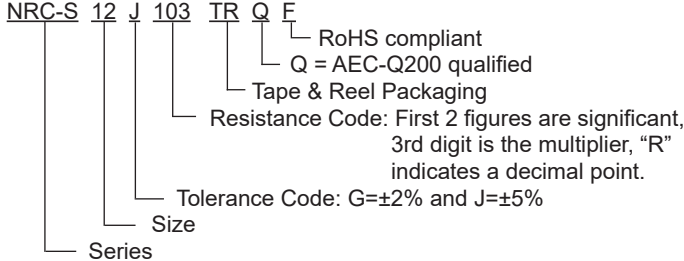 NRC-S 12 J 103 TR Q F
RoHS compliant
Q = AEC-Q200 qualified
Tape & Reel Packaging
Resistance Code: First 2 figures are significant,
3rd digit is the multiplier, “R”
indicates a decimal point.
Tolerance Code: G=±2% and J=±5%
Size
Series